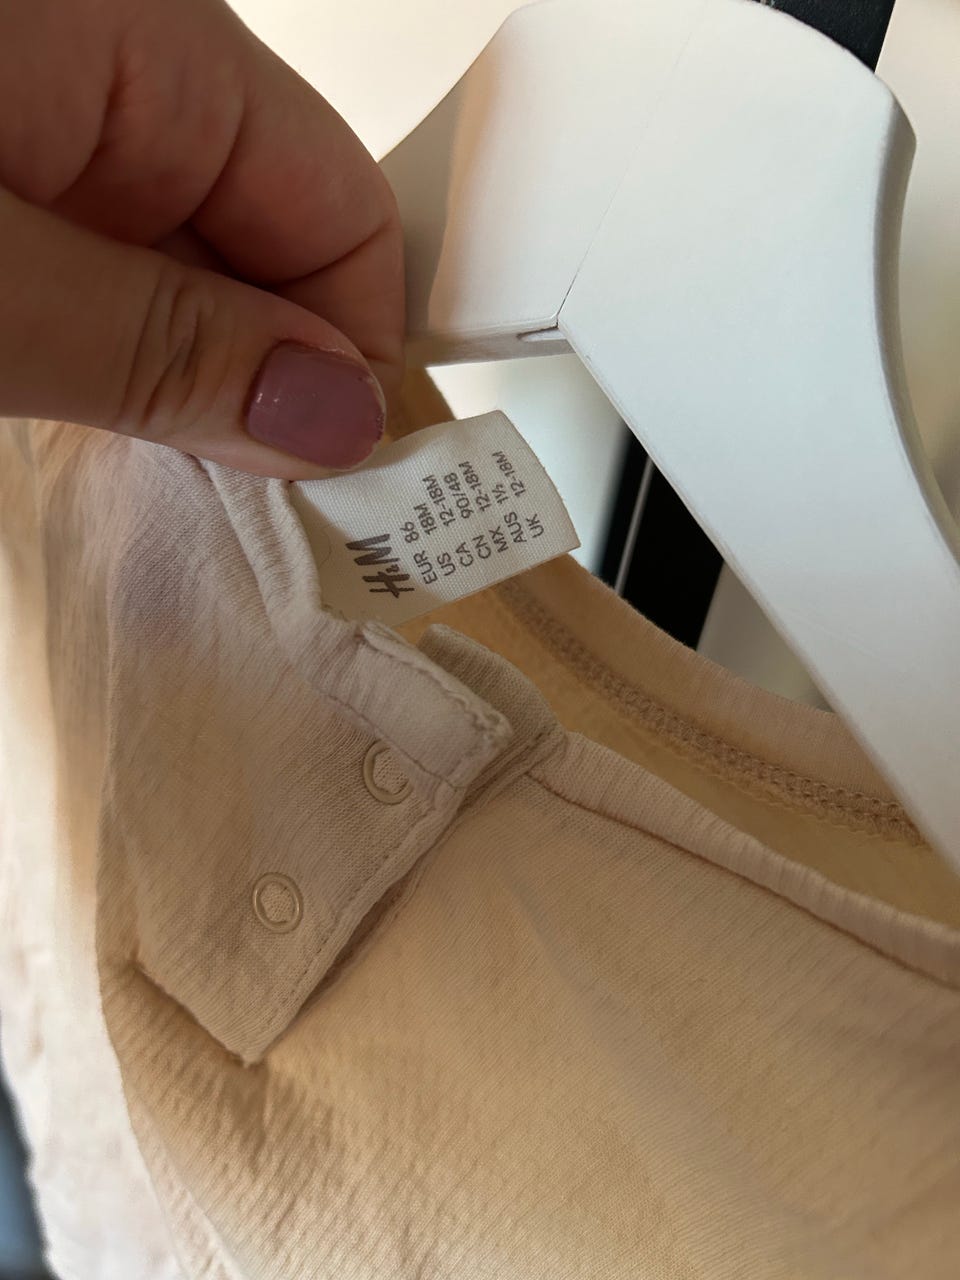 H&M
EUR 86
US 18M
CA 12-18M
CN 90/48
MX 12-18M
AUS 1½
UK 12-18M